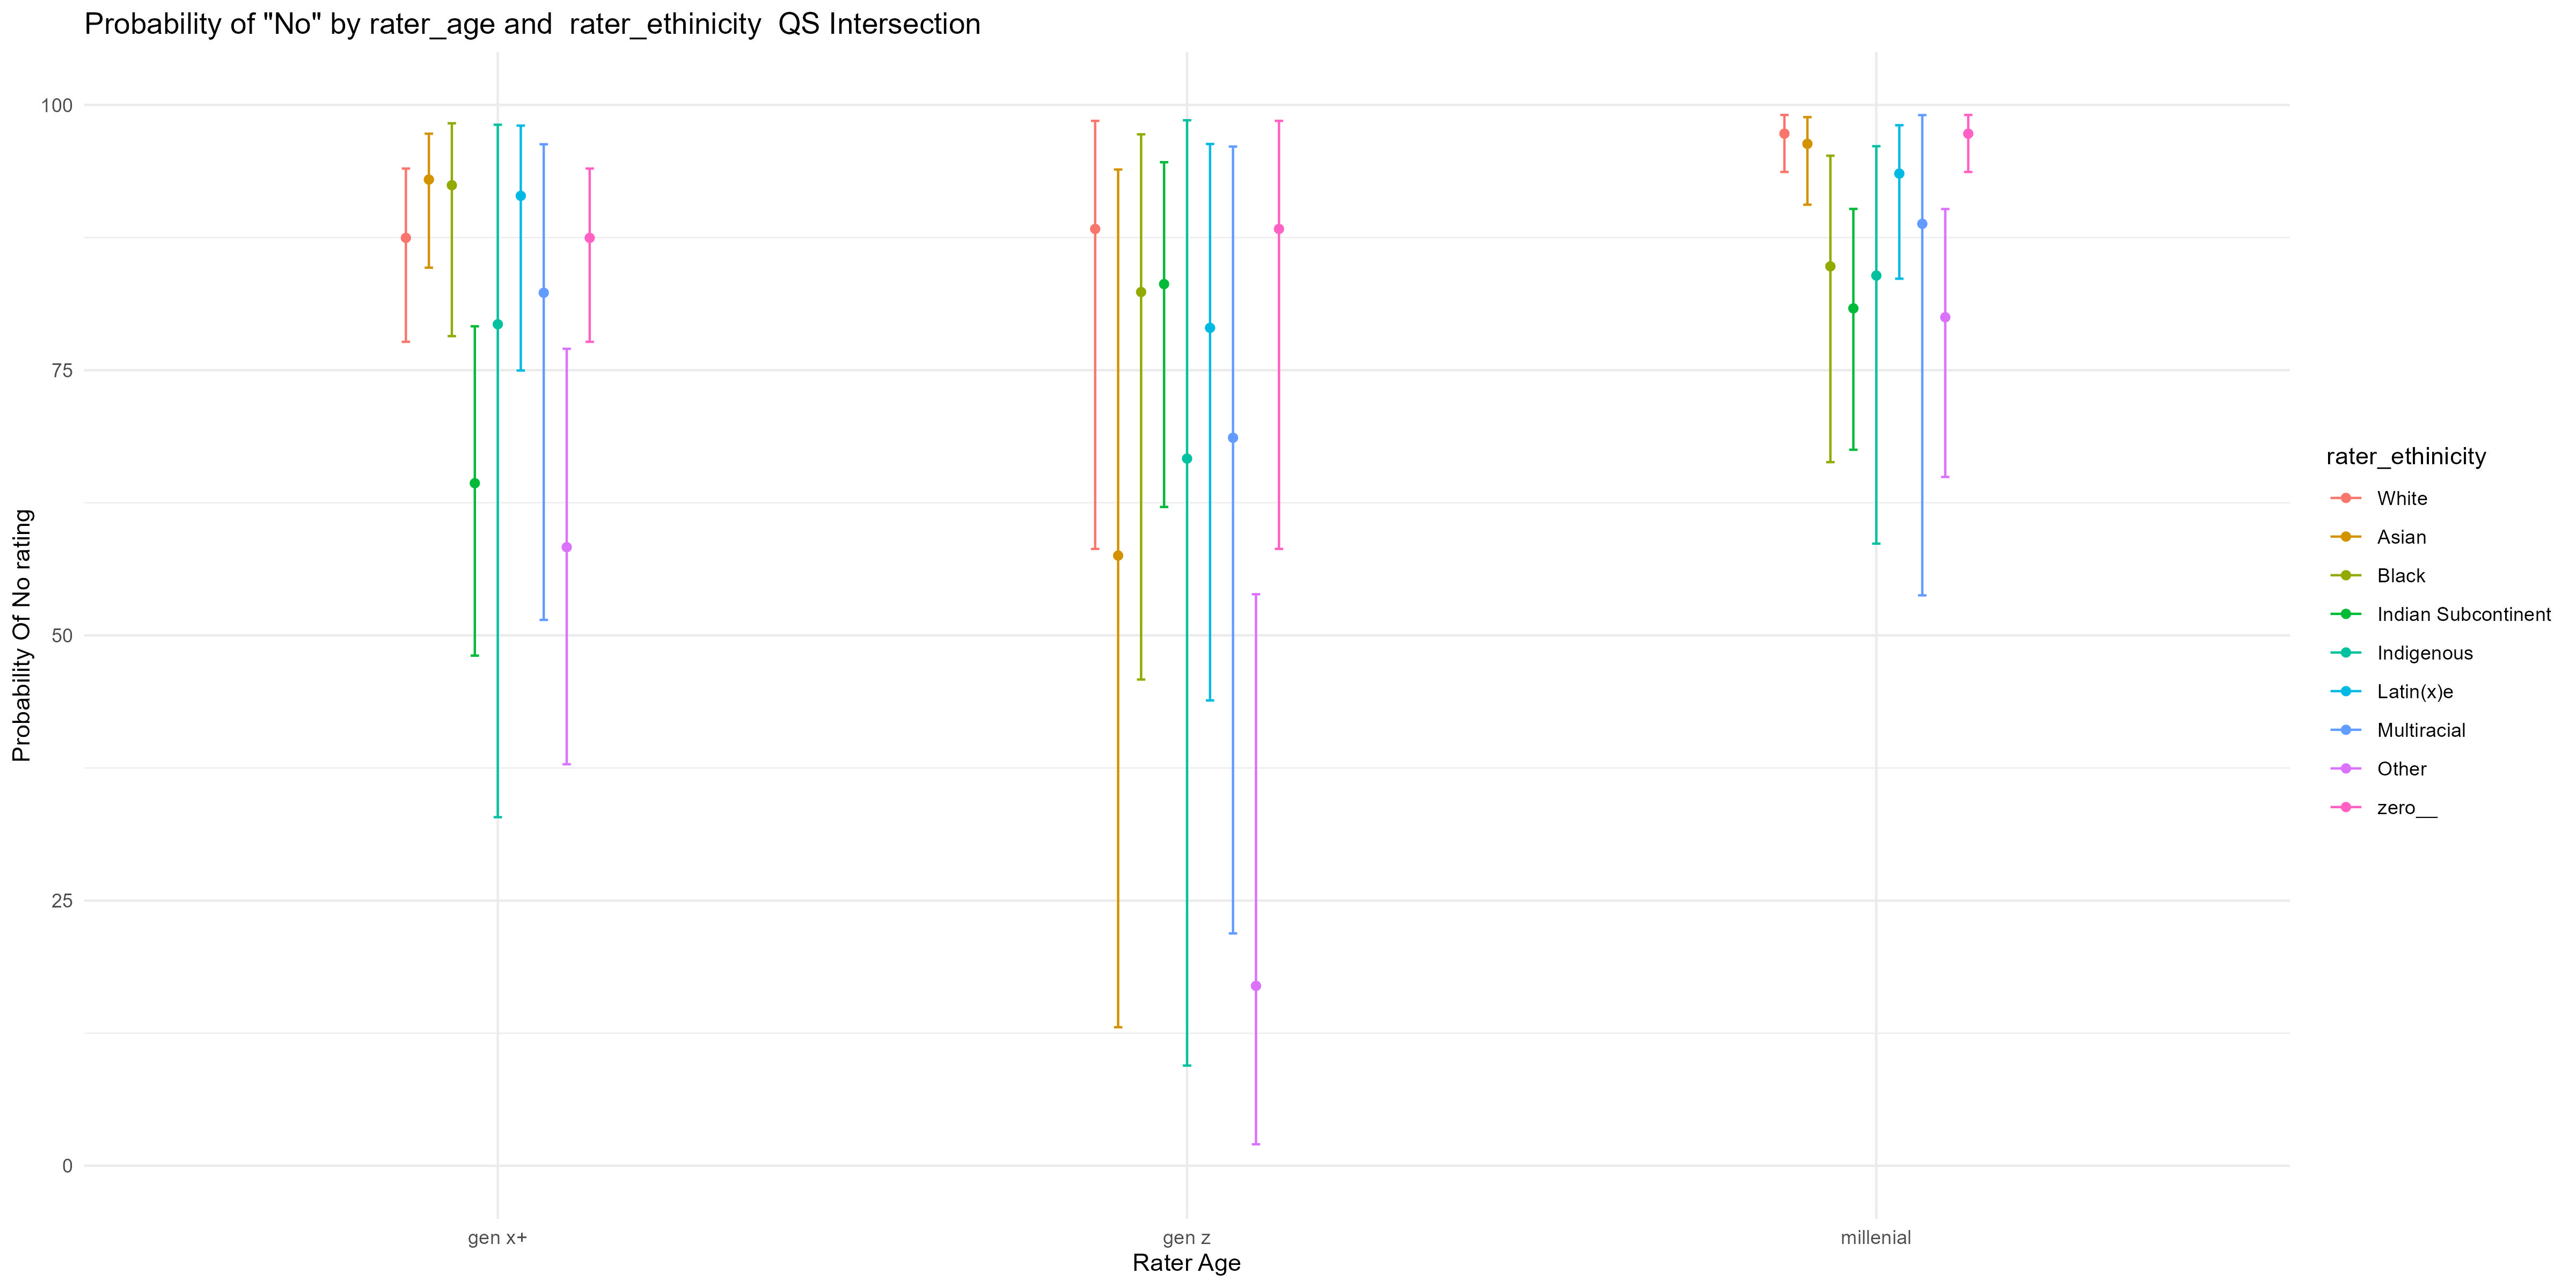 Probability of "No" by rater_age and  rater_ethinicity  QS Intersection
100
75
50
25
0
Probability Of No rating
gen x+
gen z
millenial
Rater Age
rater_ethinicity
White
Asian
Black
Indian Subcontinent
Indigenous
Latin(x)e
Multiracial
Other
zero__